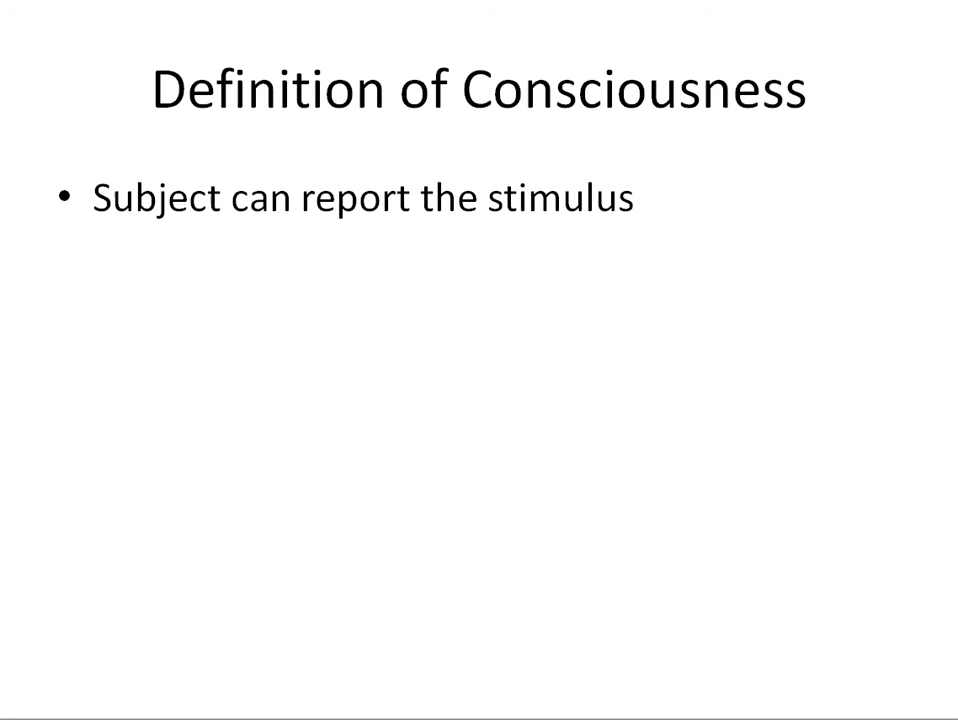 Definition of Consciousness
• Subject can report the stimulus